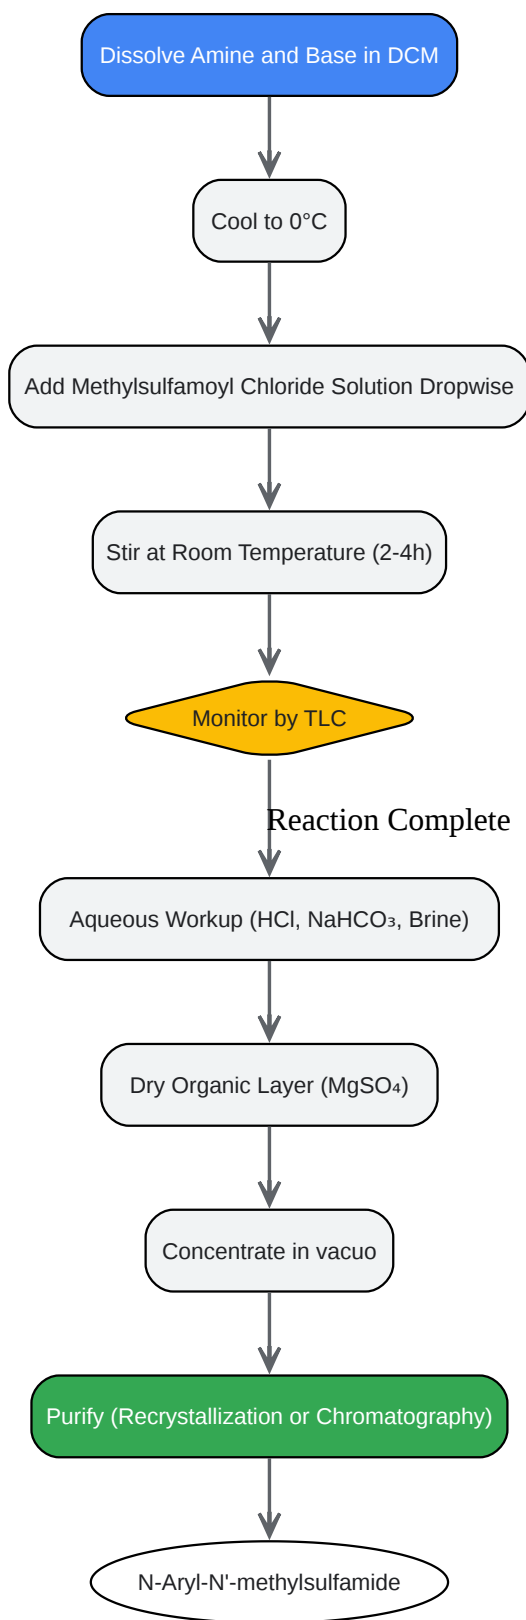 Dissolve Amine and Base in DCM
Cool to 0°C
Add Methylsulfamoyl Chloride Solution Dropwise
Stir at Room Temperature (2-4h)
Monitor by TLC
Reaction Complete
Aqueous Workup (HCl, NaHCO₃, Brine)
Dry Organic Layer (MgSO₄)
Concentrate in vacuo
Purify (Recrystallization or Chromatography)
N-Aryl-N'-methylsulfamide